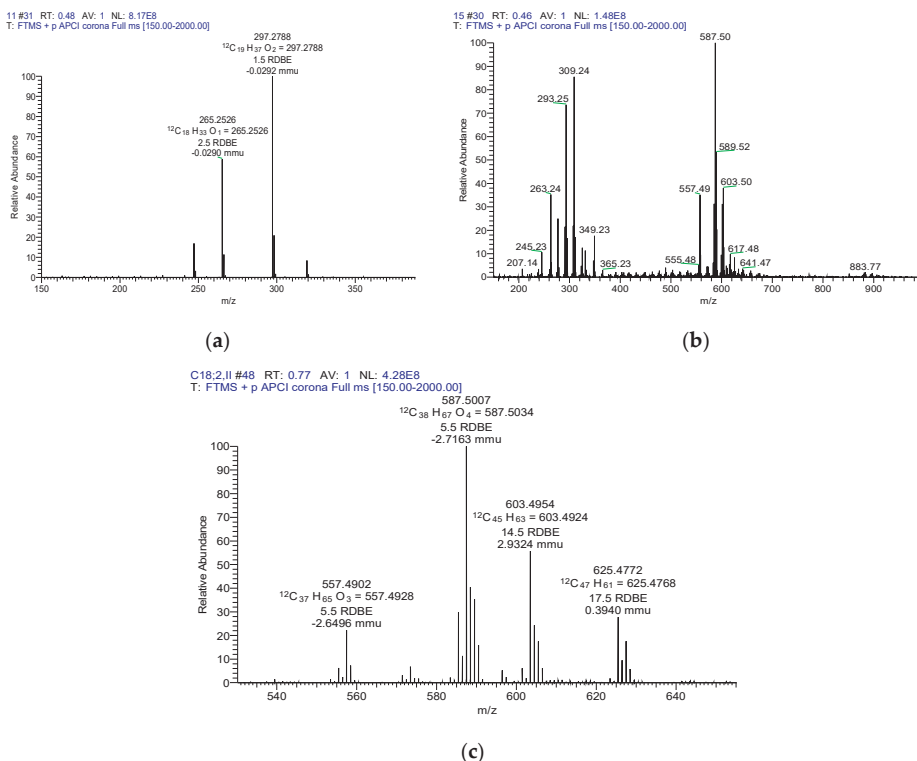 11 #31 RT: 0.48 AV: 1 NL: 8.17E8
T: FTMS + p APCI corona Full ms [150.00-2000.00]
297.2788
12C19 H37 O2 = 297.2788
1.5 RDBE
-0.0292 mmu
265.2526
12C18 H33 O1 = 265.2526
2.5 RDBE
-0.0290 mmu
100
90
80
70
60
50
40
30
20
10
0
Relative Abundance
150 200 250 300 350
m/z
(a)
15 #30 RT: 0.46 AV: 1 NL: 1.48E8
T: FTMS + p APCI corona Full ms [150.00-2000.00]
587.50
309.24
293.25
589.52
603.50
263.24
557.49
349.23
245.23
207.14
365.23
555.48
617.48
641.47
883.77
100
90
80
70
60
50
40
30
20
10
0
Relative Abundance
200 300 400 500 600 700 800 900
m/z
(b)
C18;2,II #48 RT: 0.77 AV: 1 NL: 4.28E8
T: FTMS + p APCI corona Full ms [150.00-2000.00]
587.5007
12C38 H67 O4 = 587.5034
5.5 RDBE
-2.7163 mmu
603.4954
12C45 H63 = 603.4924
14.5 RDBE
2.9324 mmu
625.4772
12C47 H61 = 625.4768
17.5 RDBE
0.3940 mmu
557.4902
12C37 H65 O3 = 557.4928
5.5 RDBE
-2.6496 mmu
100
90
80
70
60
50
40
30
20
10
0
Relative Abundance
540 560 580 600 620 640
m/z
(c)